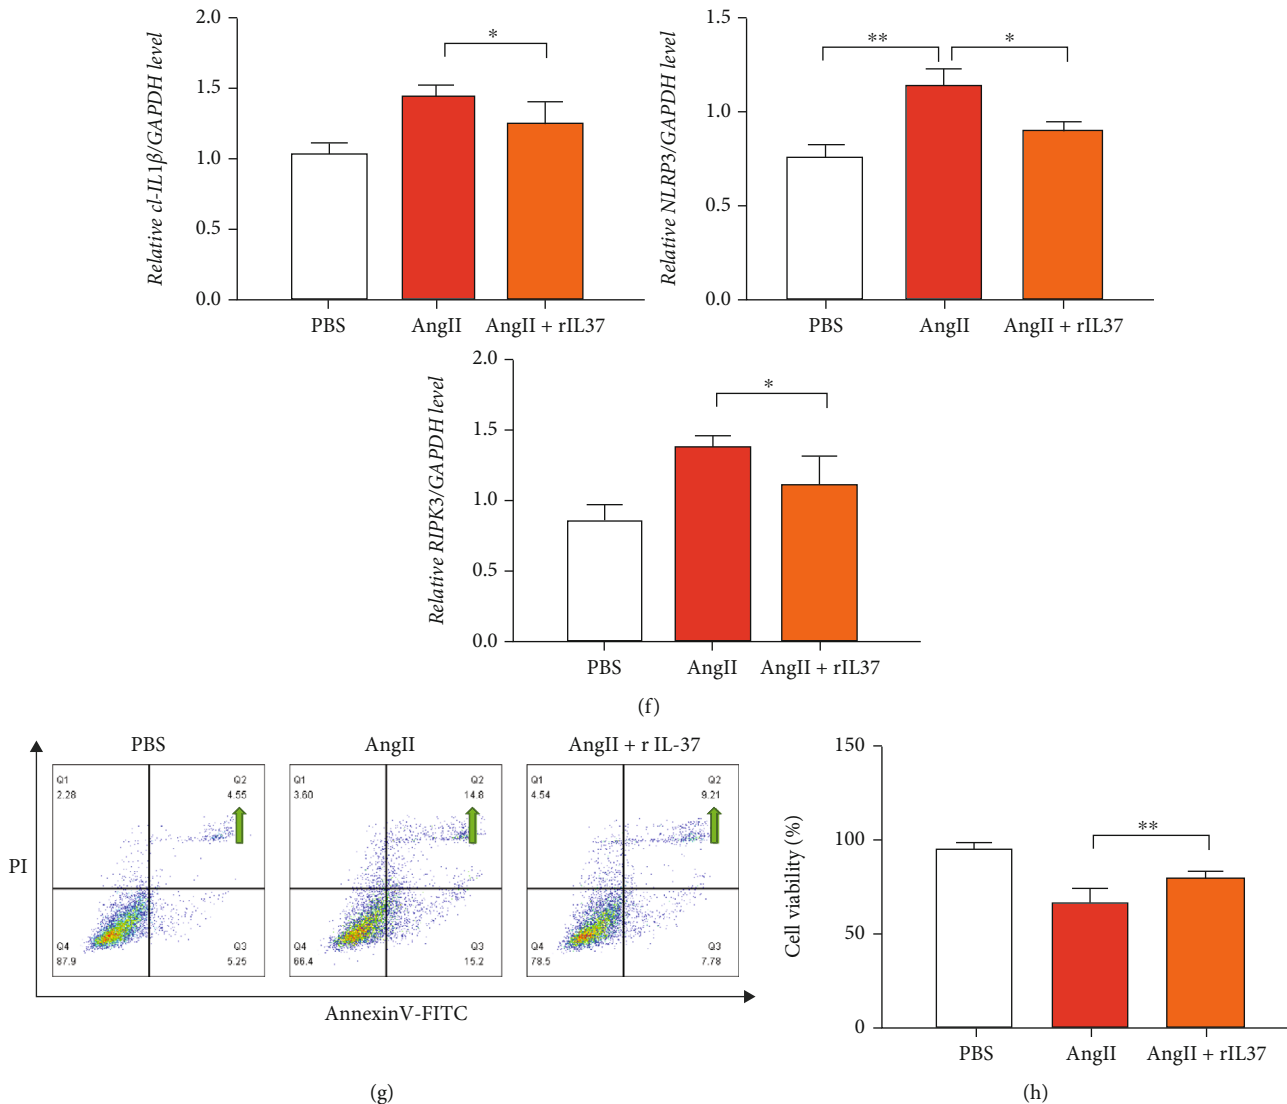 Relative cl-IL1β/GAPDH level
2.0
1.5
1.0
0.5
0.0
*
PBS
AngII
AngII + rIL37
Relative NLRP3/GAPDH level
1.5
1.0
0.5
0.0
**
*
PBS
AngII
AngII + rIL37
Relative RIPK3/GAPDH level
2.0
1.5
1.0
0.5
0.0
*
PBS
AngII
AngII + rIL37
(f)
PBS
AngII
AngII + r IL-37
PI
Q1
2.28
Q2
4.55
Q4
87.9
Q3
5.25
Q1
3.60
Q2
14.8
Q4
66.4
Q3
15.2
Q1
4.54
Q2
9.21
Q4
78.5
Q3
7.78
AnnexinV-FITC
(g)
Cell viability (%)
150
100
50
0
**
PBS
AngII
AngII + rIL37
(h)